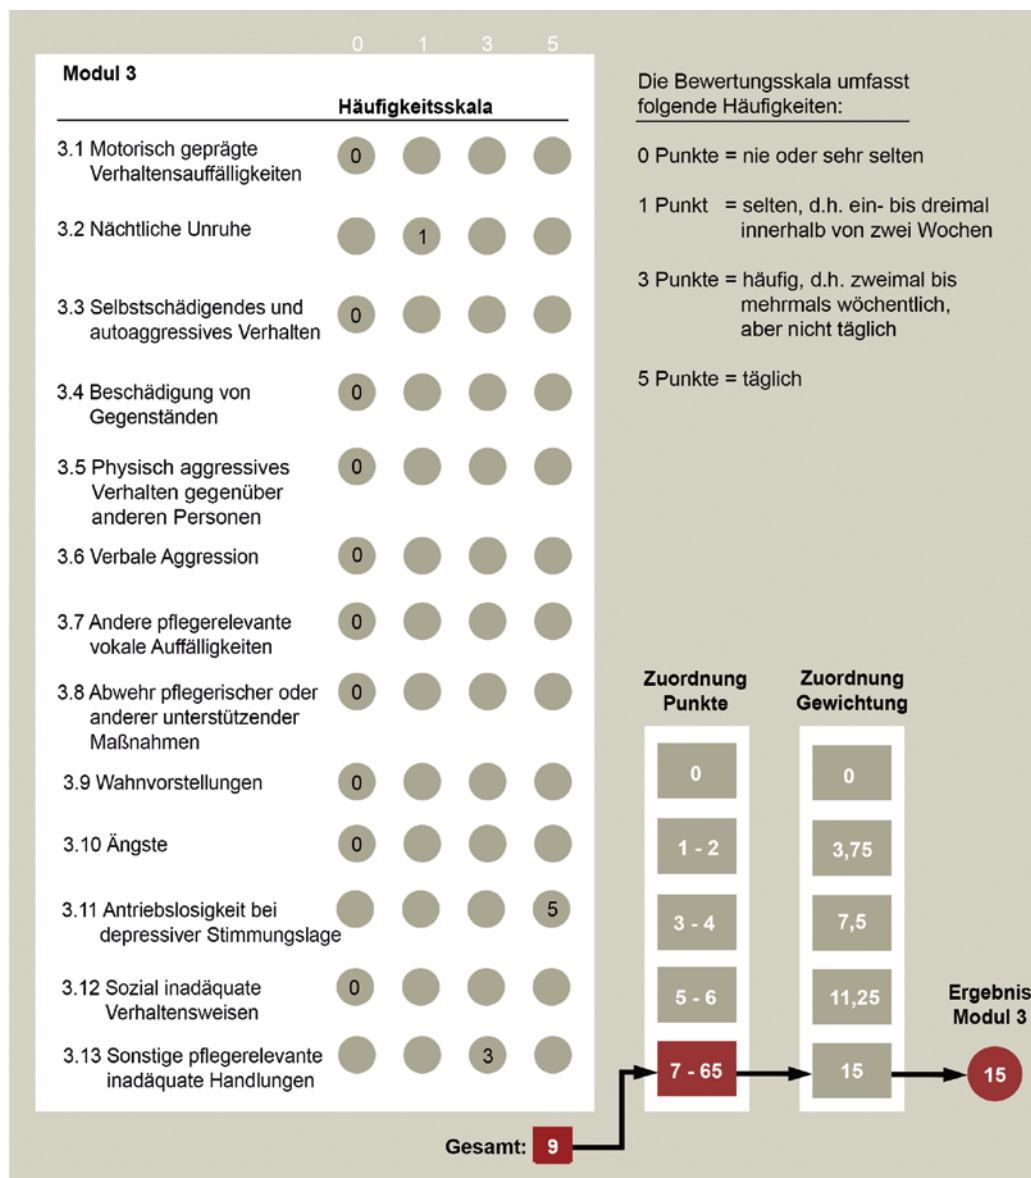 0 1 3 5
Modul 3
Häufigkeitsskala
3.1 Motorisch geprägte
Verhaltensauffälligkeiten
0
3.2 Nächtliche Unruhe
1
3.3 Selbstschädigendes und
autoaggressives Verhalten
0
3.4 Beschädigung von
Gegenständen
0
3.5 Physisch aggressives
Verhalten gegenüber
anderen Personen
0
3.6 Verbale Aggression
0
3.7 Andere pflegerelevante
vokale Auffälligkeiten
0
3.8 Abwehr pflegerischer oder
anderer unterstützender
Maßnahmen
0
3.9 Wahnvorstellungen
0
3.10 Ängste
0
3.11 Antriebslosigkeit bei
depressiver Stimmungslage
5
3.12 Sozial inadäquate
Verhaltensweisen
0
3.13 Sonstige pflegerelevante
inadäquate Handlungen
3
Gesamt: 9
Die Bewertungsskala umfasst
folgende Häufigkeiten:
0 Punkte = nie oder sehr selten
1 Punkt = selten, d.h. ein- bis dreimal
innerhalb von zwei Wochen
3 Punkte = häufig, d.h. zweimal bis
mehrmals wöchentlich,
aber nicht täglich
5 Punkte = täglich
Zuordnung
Punkte
0
1 - 2
3 - 4
5 - 6
7 - 65
Zuordnung
Gewichtung
0
3,75
7,5
11,25
15
Ergebnis
Modul 3
15